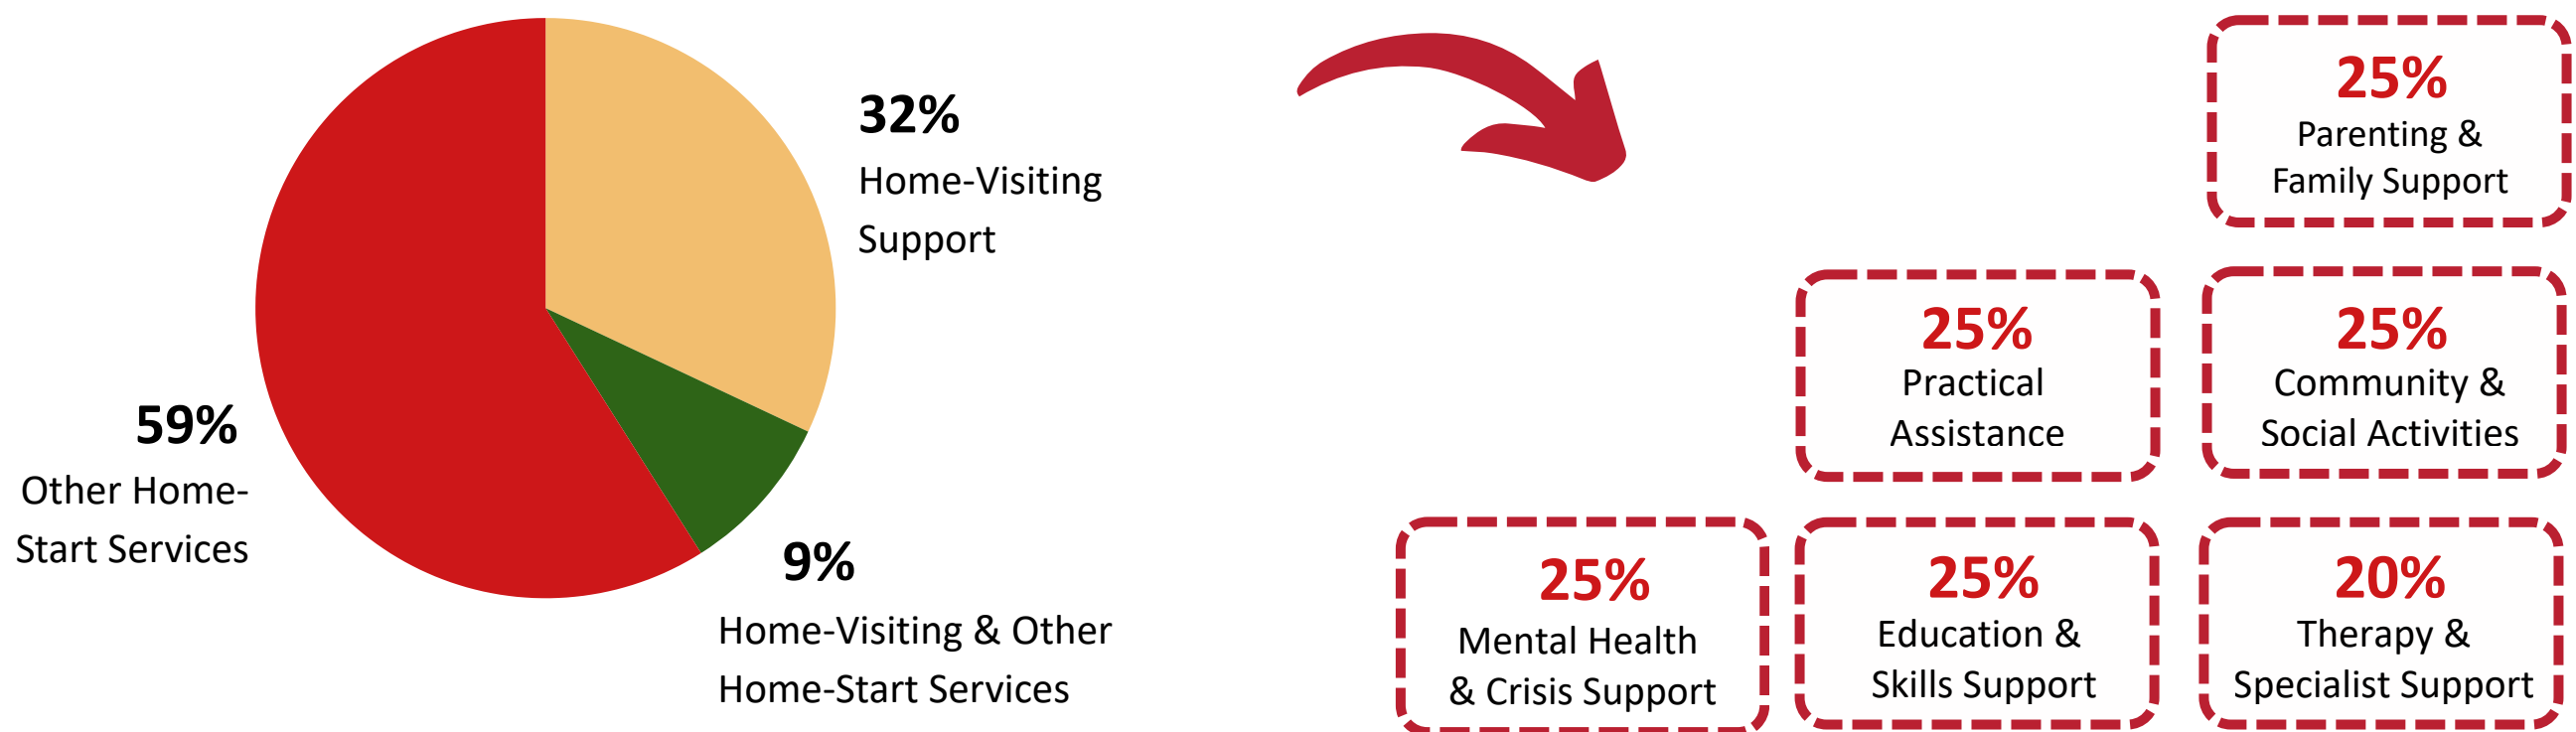 32%
Home-Visiting
Support
59%
Other Home-
Start Services
9%
Home-Visiting & Other
Home-Start Services
25%
Parenting &
Family Support
25%
Practical
Assistance
25%
Community &
Social Activities
25%
Mental Health
& Crisis Support
25%
Education &
Skills Support
20%
Therapy &
Specialist Support